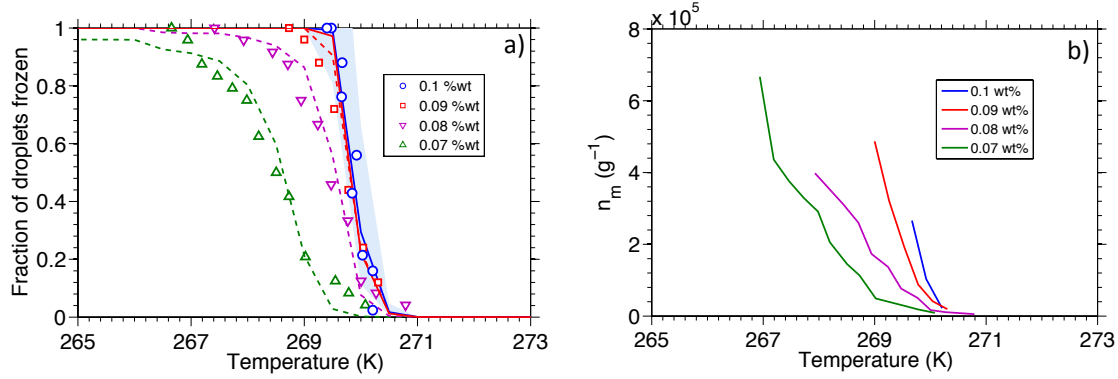 a)
1
0.8
0.6
0.4
0.2
0
265 267 269 271 273
Fraction of droplets frozen
Temperature (K)
0.1 %wt
0.09 %wt
0.08 %wt
0.07 %wt
b)
x 10⁵
8
6
4
2
0
265 267 269 271 273
n_m (g⁻¹)
Temperature (K)
0.1 wt%
0.09 wt%
0.08 wt%
0.07 wt%